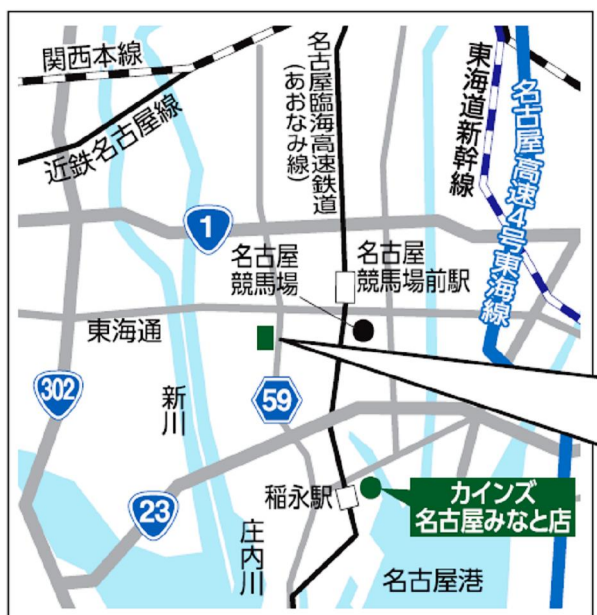 関西本線
近鉄名古屋線
名古屋臨海高速鉄道
(あおなみ線)
東海道新幹線
名古屋高速4号東海線
1
名古屋
競馬場
名古屋
競馬場前駅
東海通
302
新川
59
23
庄内川
稲永駅
カインズ
名古屋みなと店
名古屋港